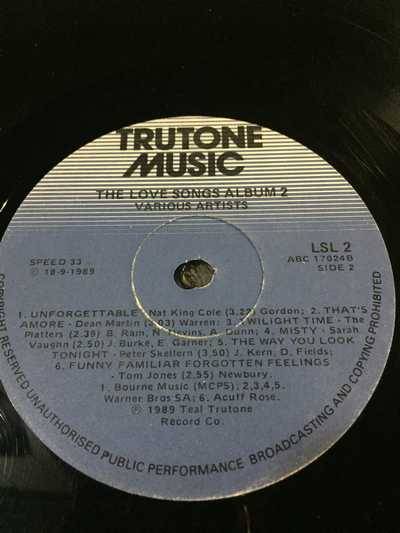 TRUTONE
MUSIC
THE LOVE SONGS ALBUM 2
VARIOUS ARTISTS
SPEED 33
℗ 18-9-1989
LSL 2
ABC 17024B
SIDE 2
1. UNFORGETTABLE - Nat King Cole (3.22) Gordon; 2. THAT'S
AMORE - Dean Martin (3.03) Warren; 3. TWILIGHT TIME - The
Platters (2.39) B. Ram, N. Nevins, A. Dunn; 4. MISTY - Sarah
Vaughn (2.50) J. Burke, E. Garner; 5. THE WAY YOU LOOK
TONIGHT - Peter Skellern (3,50) J. Kern, D. Fields;
6. FUNNY FAMILIAR FORGOTTEN FEELINGS
- Tom Jones (2.55) Newbury.
1. Bourne Music (MCPS); 2,3,4,5.
Warner Bros SA; 6. Acuff Rose.
℗ 1989 Teal Trutone
Record Co.
COPYRIGHT RESERVED UNAUTHORISED PUBLIC PERFORMANCE BROADCASTING AND COPYING PROHIBITED